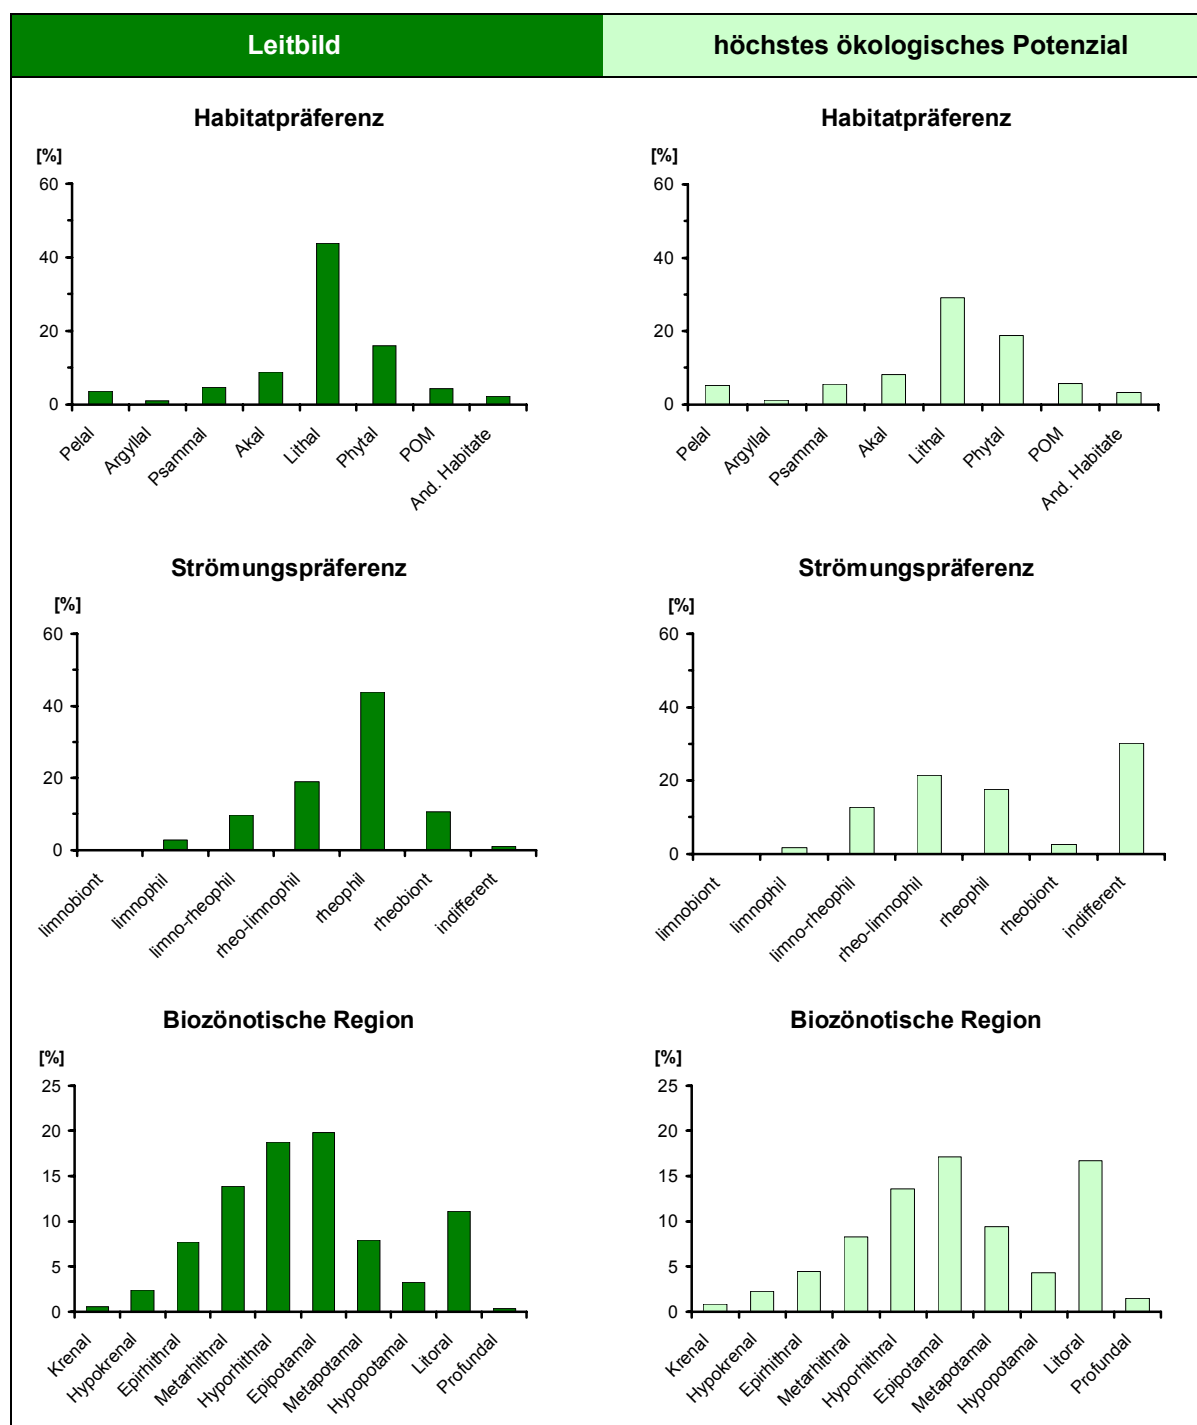 Leitbild
höchstes ökologisches Potenzial
Habitatpräferenz
[%]
60
40
20
0
Pelal
Argyllal
Psammal
Akal
Lithal
Phytal
POM
And. Habitate
Habitatpräferenz
[%]
60
40
20
0
Pelal
Argyllal
Psammal
Akal
Lithal
Phytal
POM
And. Habitate
Strömungspräferenz
[%]
60
40
20
0
limnobiont
limnophil
limno-rheophil
rheo-limnophil
rheophil
rheobiont
indifferent
Strömungspräferenz
[%]
60
40
20
0
limnobiont
limnophil
limno-rheophil
rheo-limnophil
rheophil
rheobiont
indifferent
Biozönotische Region
[%]
25
20
15
10
5
0
Krenal
Hypokrenal
Epirhithral
Metarhithral
Hyporhithral
Epipotamal
Metapotamal
Hypopotamal
Litoral
Profundal
Biozönotische Region
[%]
25
20
15
10
5
0
Krenal
Hypokrenal
Epirhithral
Metarhithral
Hyporhithral
Epipotamal
Metapotamal
Hypopotamal
Litoral
Profundal